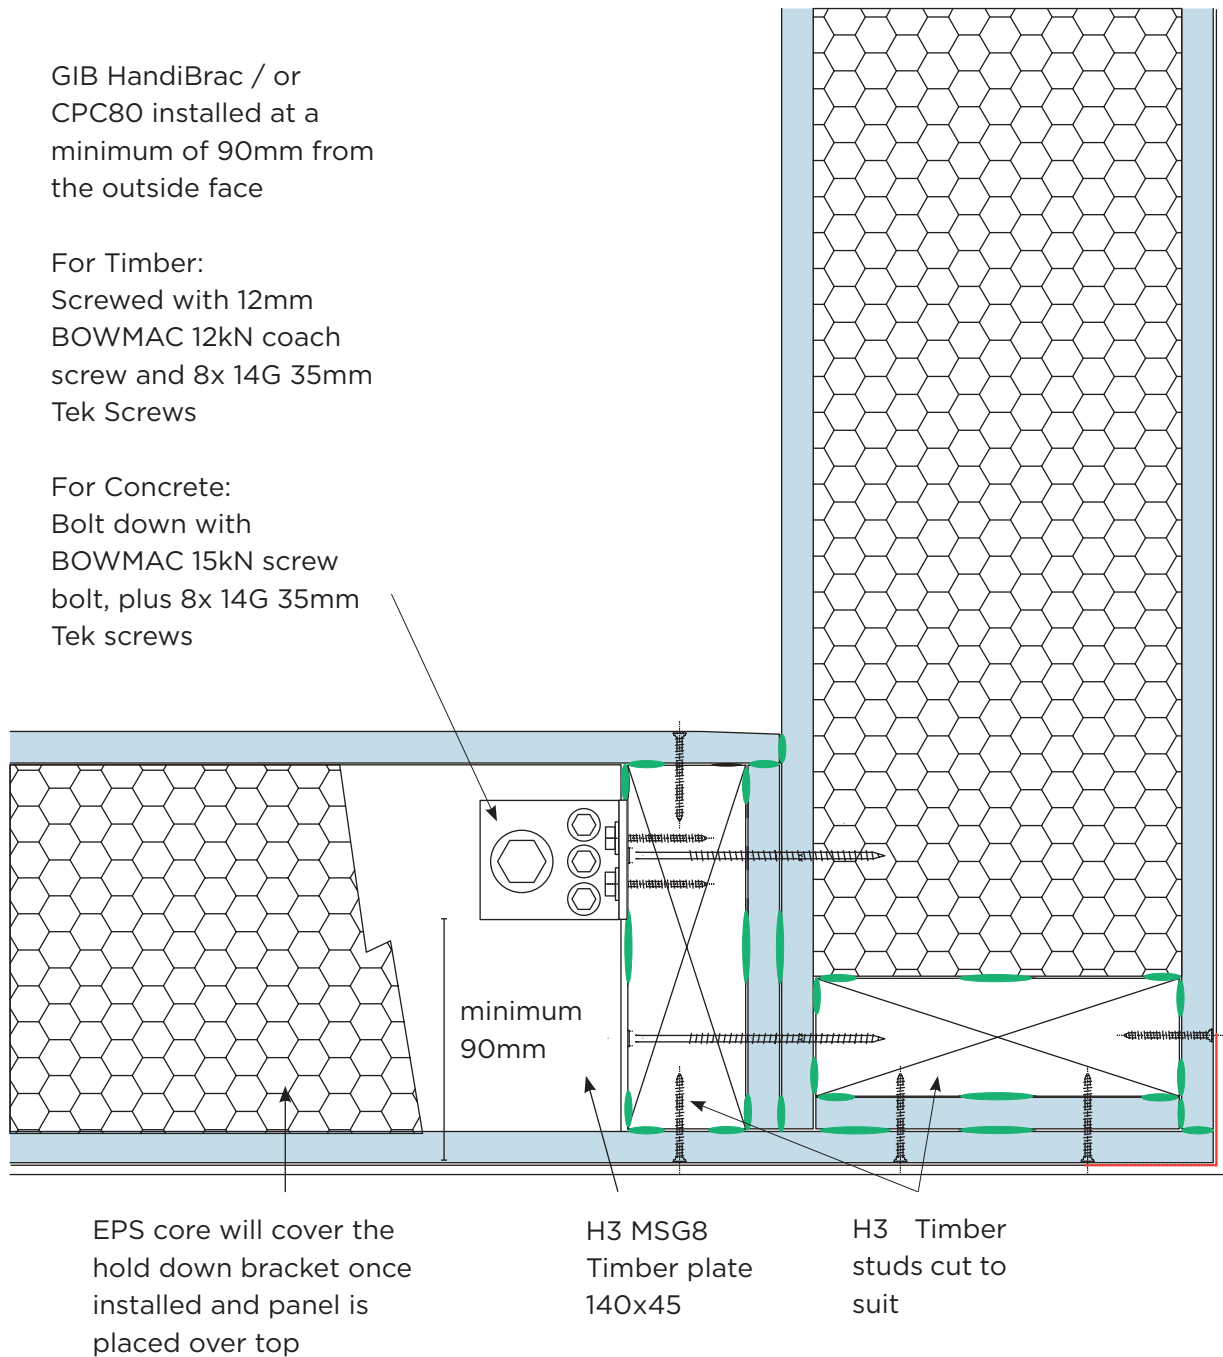 GIB HandiBrac / or
CPC80 installed at a
minimum of 90mm from
the outside face
For Timber:
Screwed with 12mm
BOWMAC 12kN coach
screw and 8x 14G 35mm
Tek Screws
For Concrete:
Bolt down with
BOWMAC 15kN screw
bolt, plus 8x 14G 35mm
Tek screws
minimum
90mm
EPS core will cover the
hold down bracket once
installed and panel is
placed over top
H3 MSG8
Timber plate
140x45
H3 Timber
studs cut to
suit